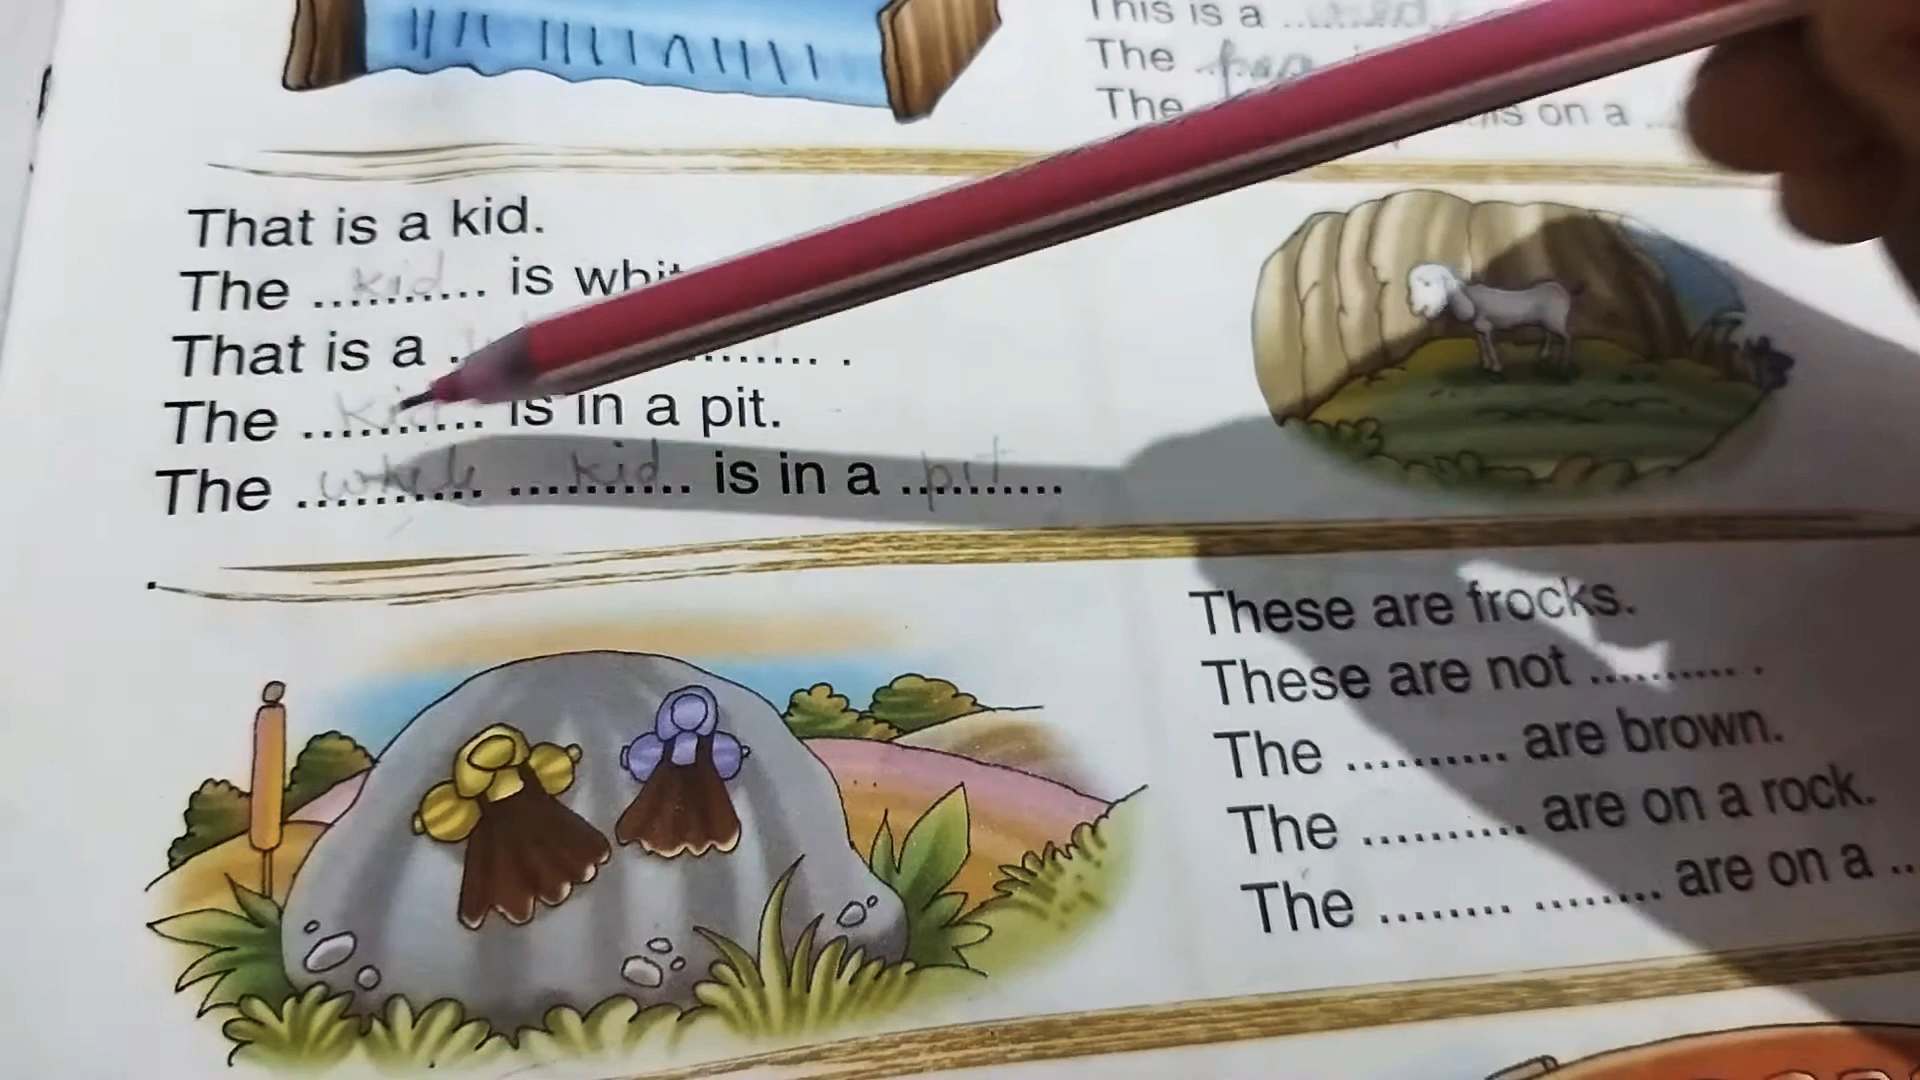 This is a
The
The is on a
That is a kid.
The kid is whit
That is a .......... .
The kid is in a pit.
The white kid is in a pit
These are frocks.
These are not .......... .
The .......... are brown.
The .......... are on a rock.
The ........ ........ are on a ..